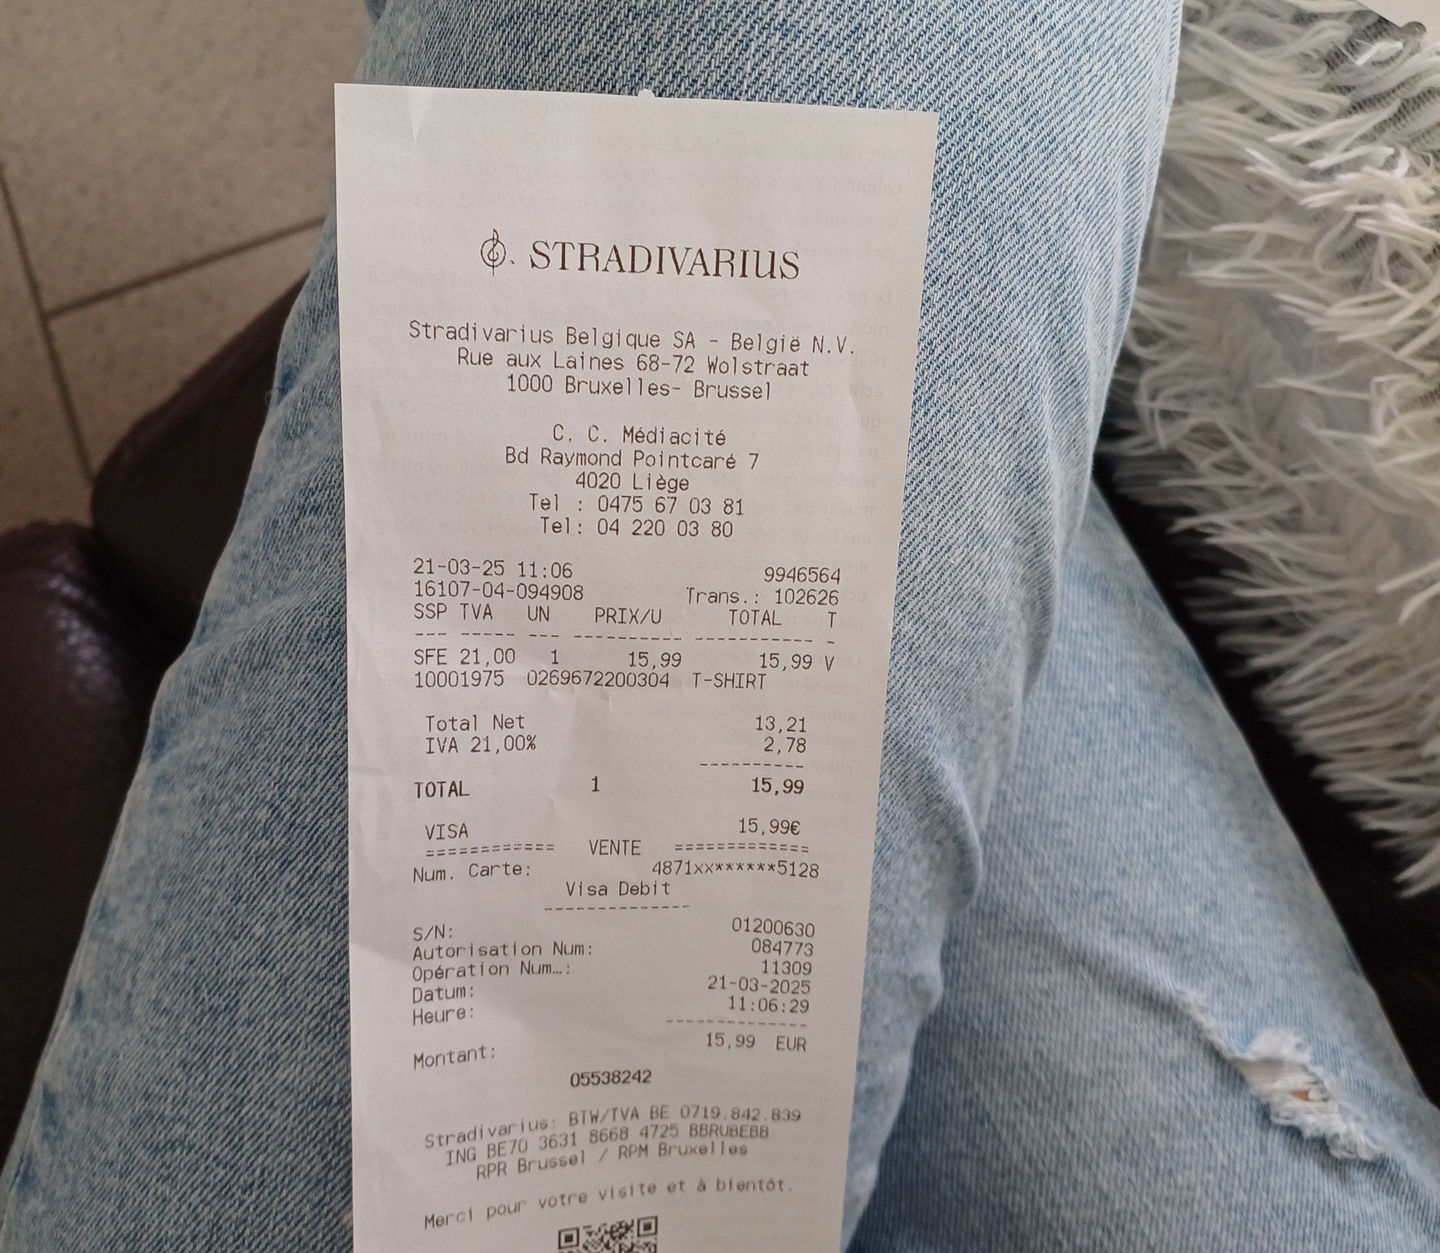 STRADIVARIUS
Stradivarius Belgique SA - België N.V.
Rue aux Laines 68-72 Wolstraat
1000 Bruxelles- Brussel
C. C. Médiacité
Bd Raymond Pointcaré 7
4020 Liège
Tel : 0475 67 03 81
Tel: 04 220 03 80
21-03-25 11:06 9946564
16107-04-094908 Trans.: 102626
SSP TVA UN PRIX/U TOTAL T
--- ----- --- ---------- ----------- -
SFE 21,00 1 15,99 15,99 V
10001975 0269672200304 T-SHIRT
Total Net 13,21
IVA 21,00% 2,78
----------
TOTAL 1 15,99
VISA 15,99€
============ VENTE ============
Num. Carte: 4871xx******5128
Visa Debit
--------------
S/N: 01200630
Autorisation Num: 084773
Opération Num…: 11309
Datum: 21-03-2025
Heure: 11:06:29
--------------
Montant: 15,99 EUR
05538242
Stradivarius: BTW/TVA BE 0719.842.839
ING BE70 3631 8668 4725 BBRUBEBB
RPR Brussel / RPM Bruxelles
Merci pour votre visite et à bientôt.